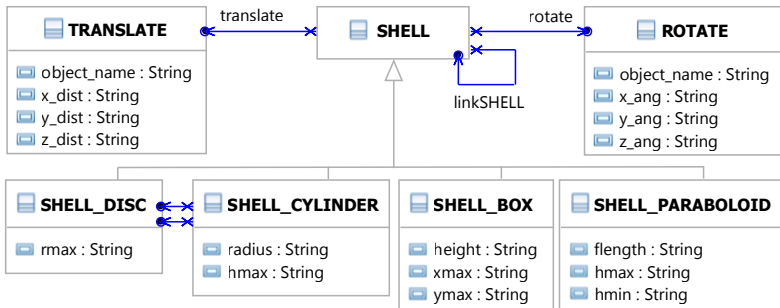 TRANSLATE
object_name : String
x_dist : String
y_dist : String
z_dist : String
translate
SHELL
rotate
linkSHELL
ROTATE
object_name : String
x_ang : String
y_ang : String
z_ang : String
SHELL_DISC
rmax : String
SHELL_CYLINDER
radius : String
hmax : String
SHELL_BOX
height : String
xmax : String
ymax : String
SHELL_PARABOLOID
flength : String
hmax : String
hmin : String